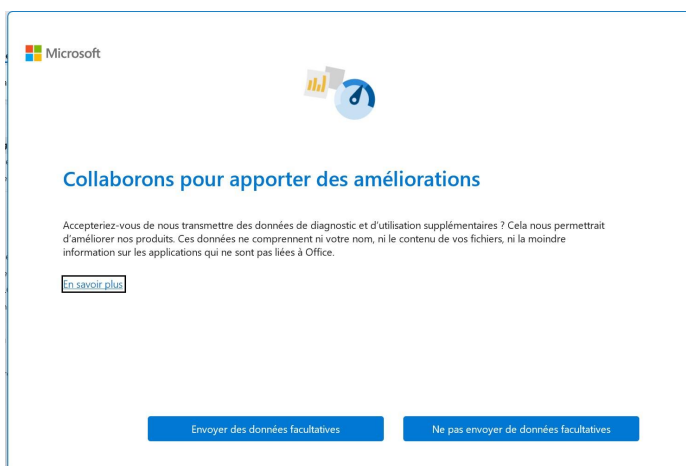 Microsoft
Collaborons pour apporter des améliorations
Accepteriez-vous de nous transmettre des données de diagnostic et d'utilisation supplémentaires ? Cela nous permettrait
d'améliorer nos produits. Ces données ne comprennent ni votre nom, ni le contenu de vos fichiers, ni la moindre
information sur les applications qui ne sont pas liées à Office.
En savoir plus
Envoyer des données facultatives
Ne pas envoyer de données facultatives